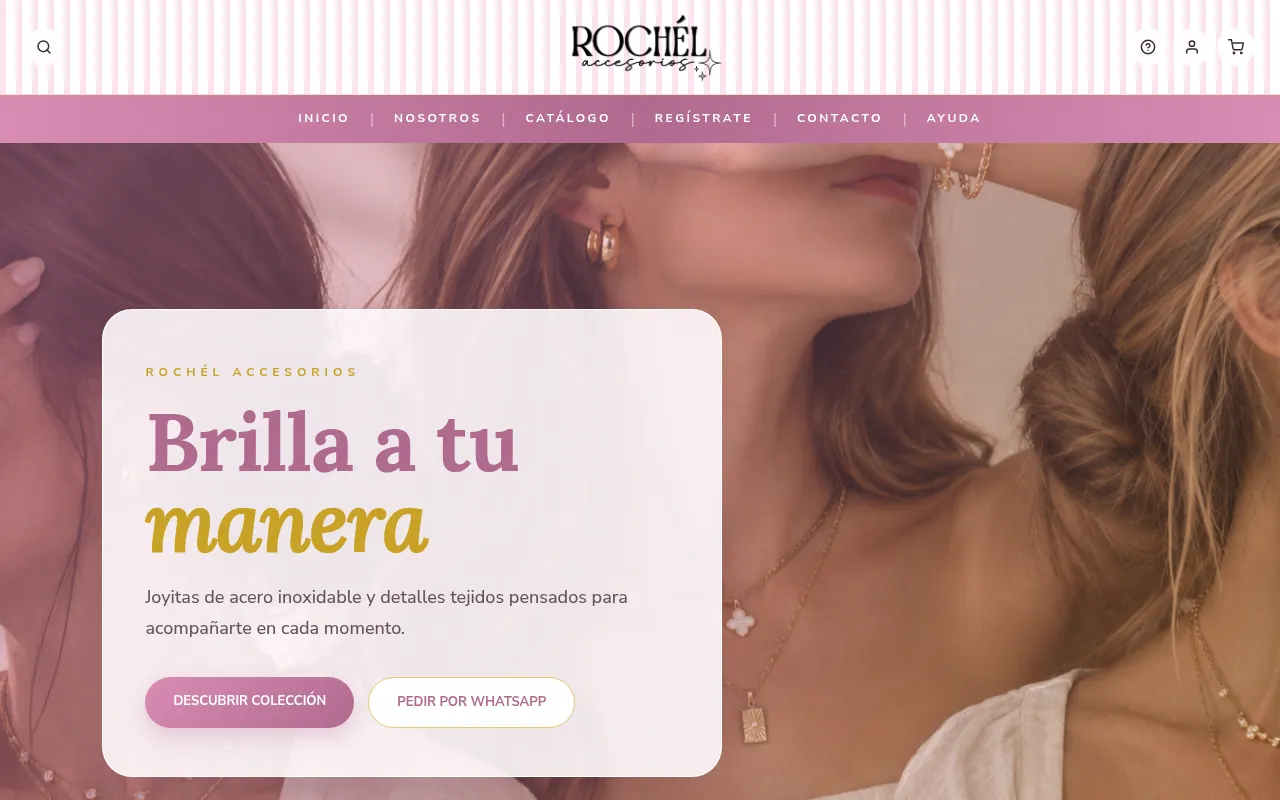 ROCHÉL
accesorios
INICIO | NOSOTROS | CATÁLOGO | REGÍSTRATE | CONTACTO | AYUDA
ROCHÉL ACCESORIOS
Brilla a tu
manera
Joyitas de acero inoxidable y detalles tejidos pensados para
acompañarte en cada momento.
DESCUBRIR COLECCIÓN
PEDIR POR WHATSAPP